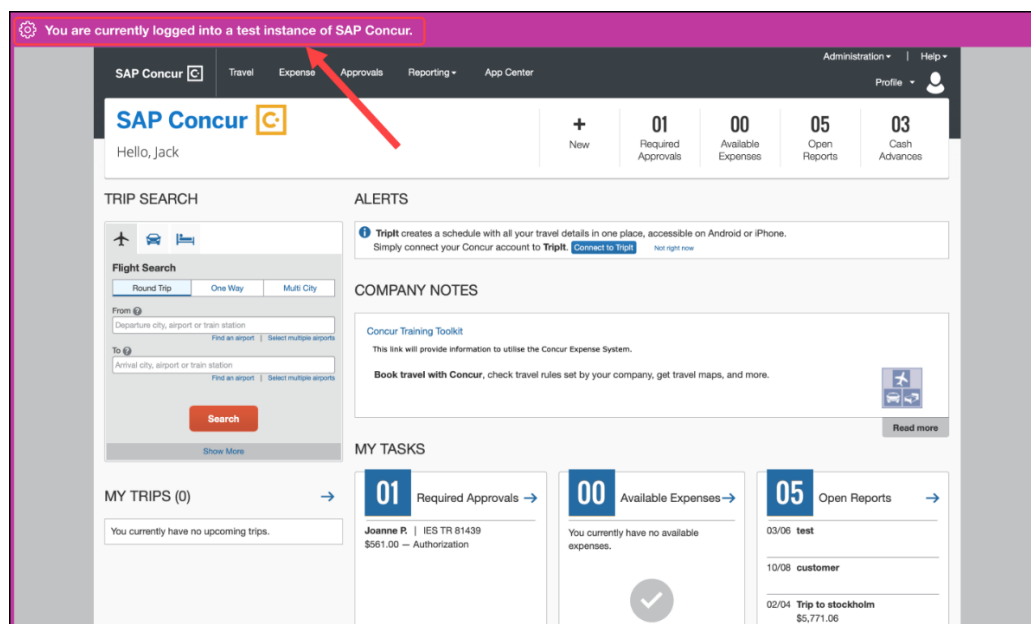 You are currently logged into a test instance of SAP Concur.
Administration | Help
SAP Concur C Travel Expense Approvals Reporting App Center
Profile
SAP Concur C
Hello, Jack
+ 01 00 05 03
New Required Approvals Available Expenses Open Reports Cash Advances
TRIP SEARCH
Flight Search
Round Trip One Way Multi City
From ?
Departure city, airport or train station
Find an airport | Select multiple airports
To ?
Arrival city, airport or train station
Find an airport | Select multiple airports
Search
Show More
MY TRIPS (0) →
You currently have no upcoming trips.
ALERTS
TripIt creates a schedule with all your travel details in one place, accessible on Android or iPhone.
Simply connect your Concur account to TripIt. Connect to TripIt Not right now
COMPANY NOTES
Concur Training Toolkit
This link will provide information to utilise the Concur Expense System.
Book travel with Concur, check travel rules set by your company, get travel maps, and more.
Read more
MY TASKS
01 Required Approvals →
Joanne P. | IES TR 81439
$561.00 — Authorization
00 Available Expenses →
You currently have no available
expenses.
05 Open Reports →
03/06 test
10/08 customer
02/04 Trip to stockholm
$5,771.06